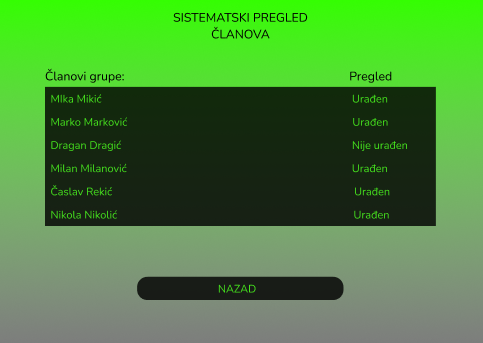 SISTEMATSKI PREGLED
ČLANOVA
Članovi grupe: Pregled
MIka Mikić Urađen
Marko Marković Urađen
Dragan Dragić Nije urađen
Milan Milanović Urađen
Časlav Rekić Urađen
Nikola Nikolić Urađen
NAZAD